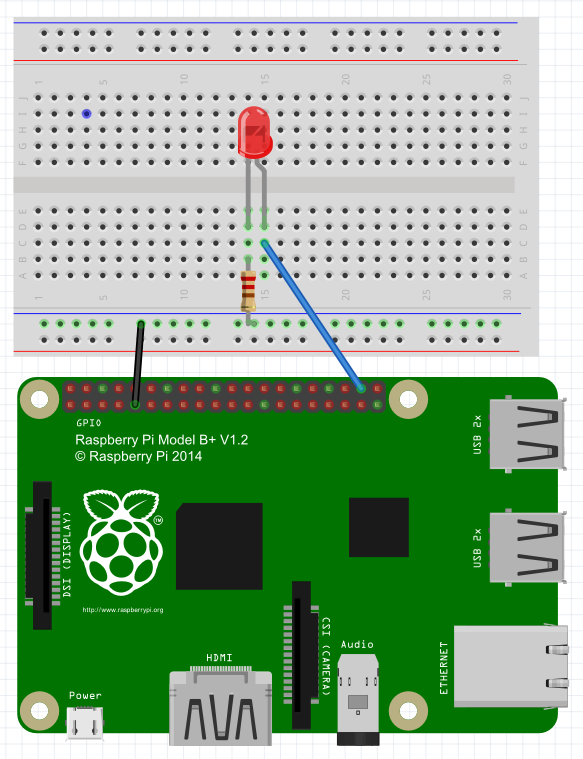 1 5 10 15 20 25 30
J J
I I
H H
G G
F F
E E
D D
C C
B B
A A
1 5 10 15 20 25 30
GPIO
Raspberry Pi Model B+ V1.2
© Raspberry Pi 2014
USB 2x
DSI (DISPLAY)
TM
USB 2x
http://www.raspberrypi.org
CSI (CAMERA)
Audio
HDMI
ETHERNET
Power